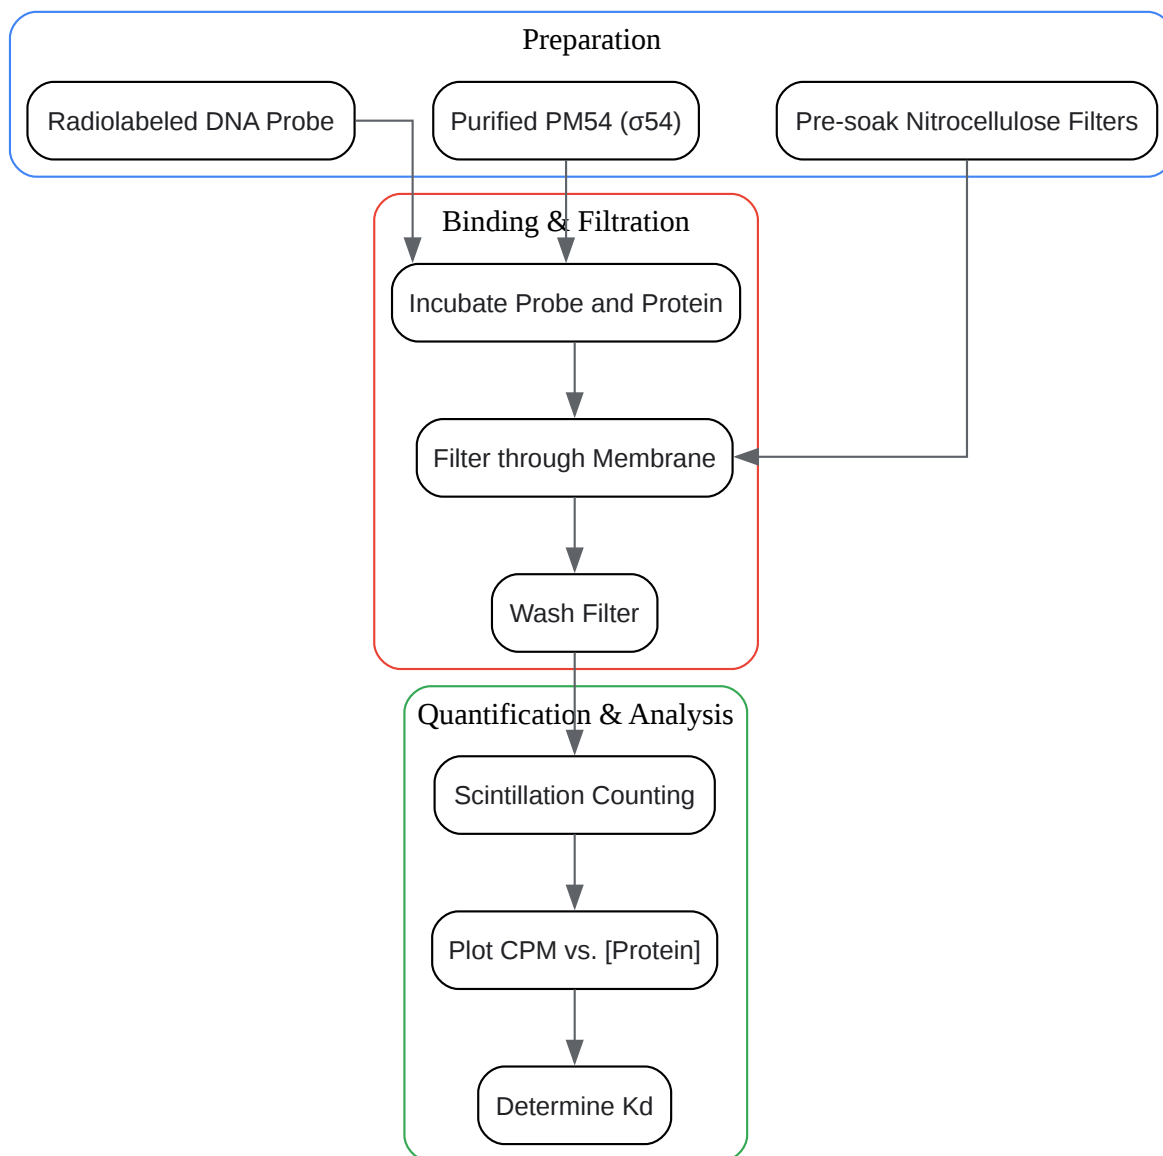 Preparation
Radiolabeled DNA Probe
Purified PM54 (σ54)
Pre-soak Nitrocellulose Filters
Binding & Filtration
Incubate Probe and Protein
Filter through Membrane
Wash Filter
Quantification & Analysis
Scintillation Counting
Plot CPM vs. [Protein]
Determine Kd